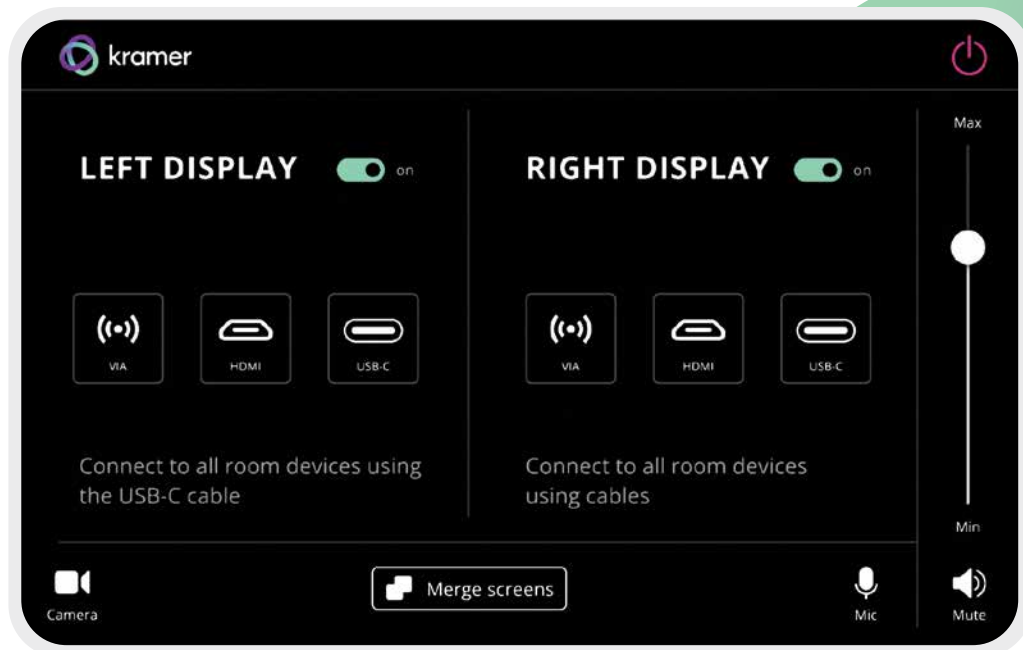 kramer
Max
LEFT DISPLAY on
RIGHT DISPLAY on
VIA
HDMI
USB-C
VIA
HDMI
USB-C
Connect to all room devices using
the USB-C cable
Connect to all room devices
using cables
Min
Camera
Merge screens
Mic
Mute